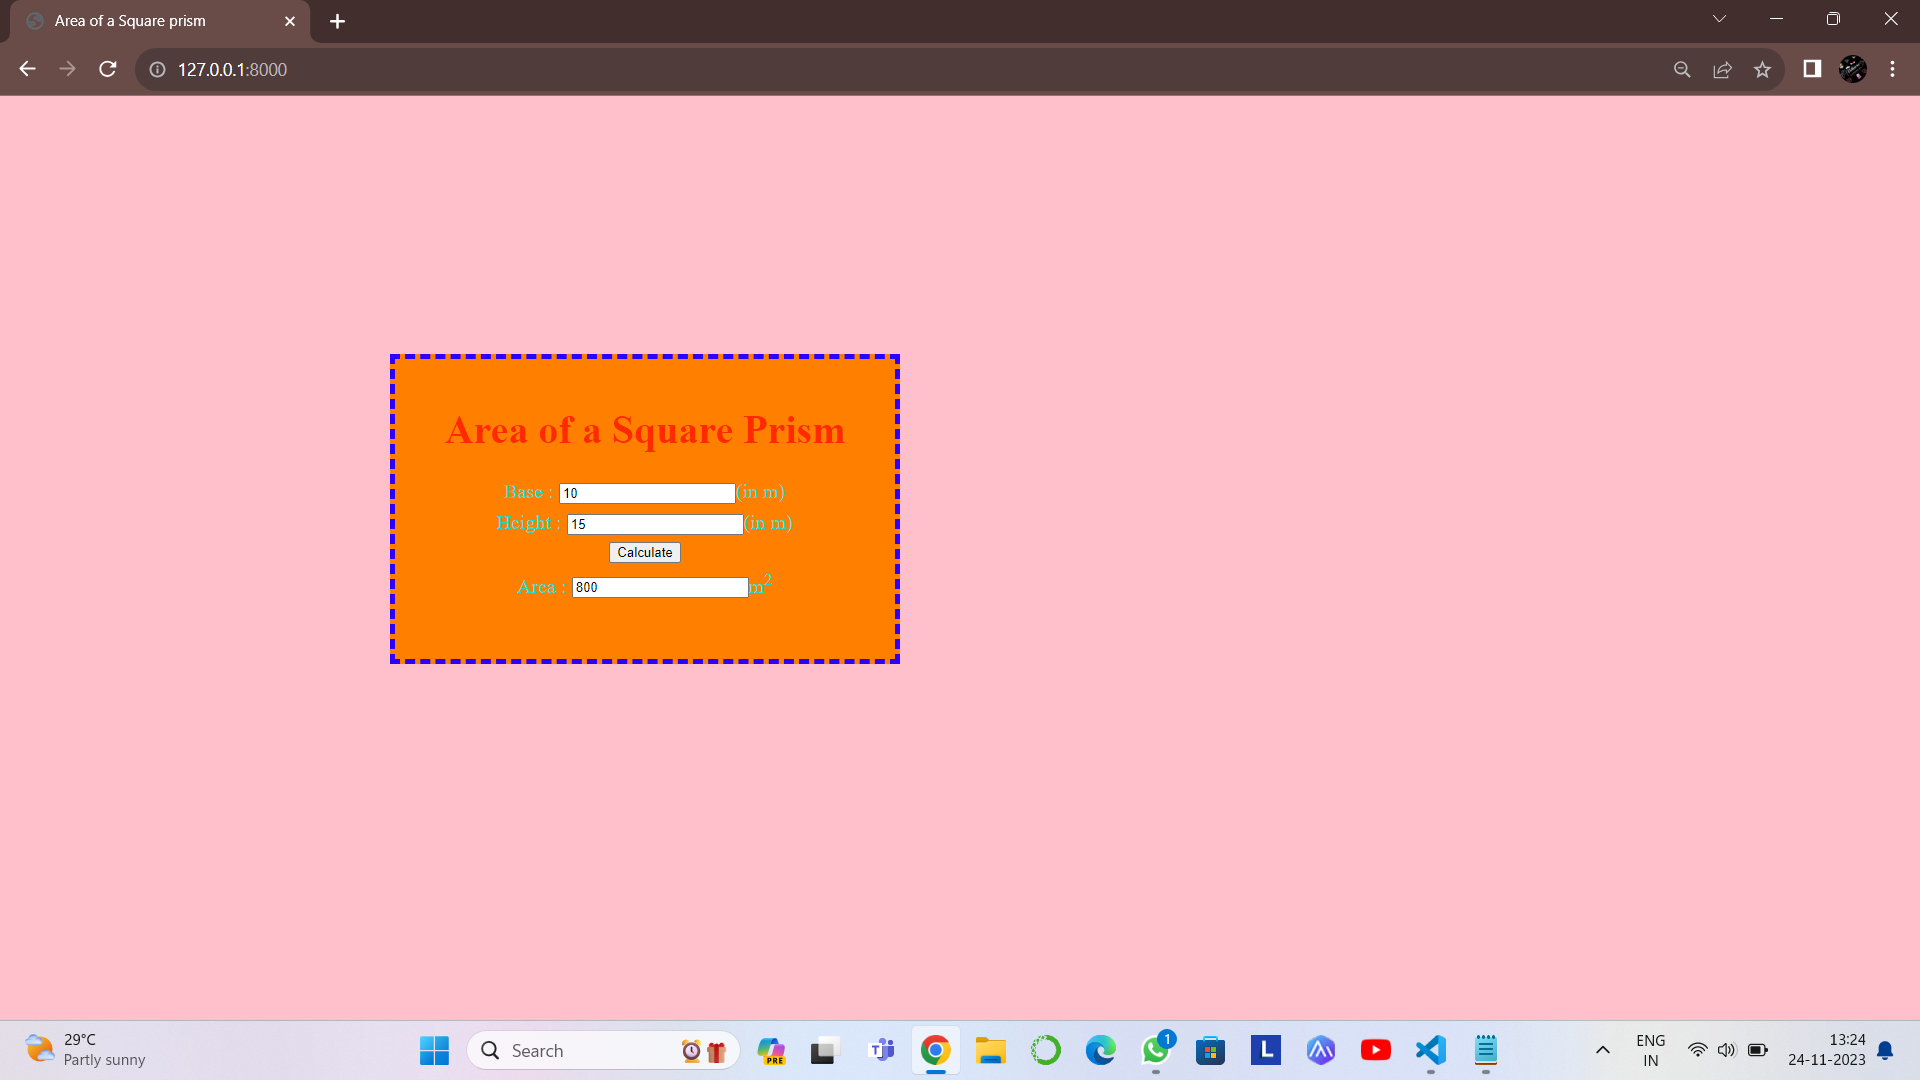 Area of a Square prism
127.0.0.1:8000
Area of a Square Prism
Base : 10 (in m)
Height : 15 (in m)
Calculate
Area : 800 m2
29°C
Partly sunny
Search
PRE
T
1
L
ENG
IN
13:24
24-11-2023